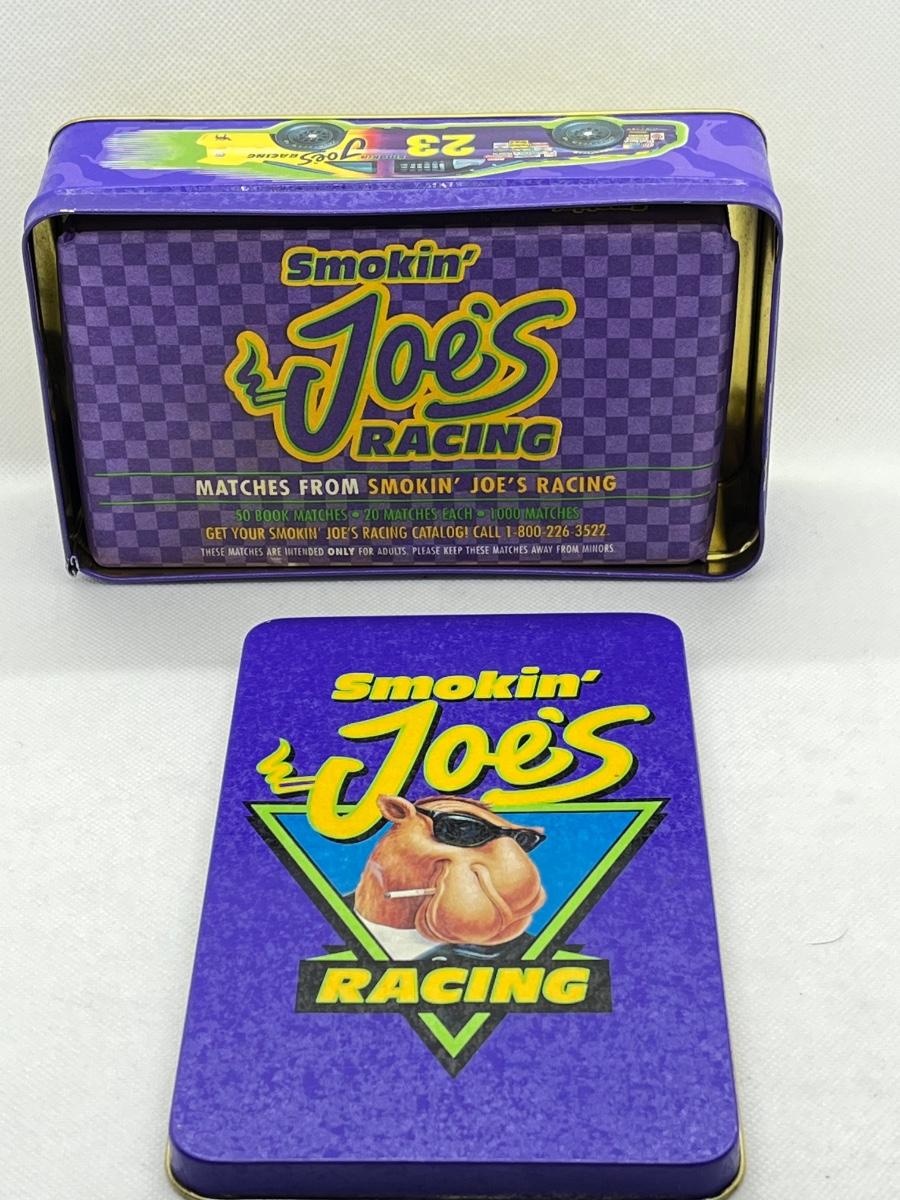 23
Joe's RACING
Smokin'
Joe's
RACING
MATCHES FROM SMOKIN' JOE'S RACING
50 BOOK MATCHES • 20 MATCHES EACH • 1000 MATCHES
GET YOUR SMOKIN' JOE'S RACING CATALOG! CALL 1-800-226-3522
THESE MATCHES ARE INTENDED ONLY FOR ADULTS. PLEASE KEEP THESE MATCHES AWAY FROM MINORS.
Smokin'
Joe's
RACING